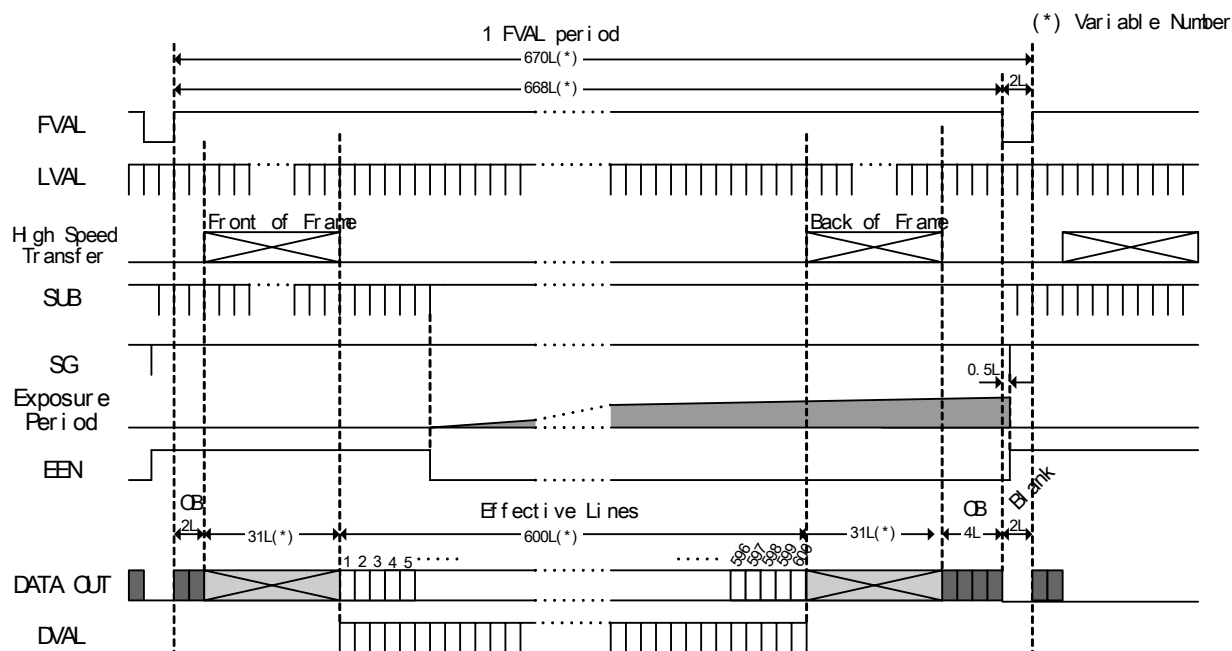 (*) Variable Number
1 FVAL period
670L(*)
668L(*)
2L
FVAL
LVAL
Front of Frame
Back of Frame
High Speed
Transfer
SUB
SG
0.5L
Exposure
Period
EEN
OB
Effective Lines
OB
Blank
2L
31L(*)
600L(*)
31L(*)
4L
2L
1 2 3 4 5
596 597 598 599 600
DATA OUT
DVAL